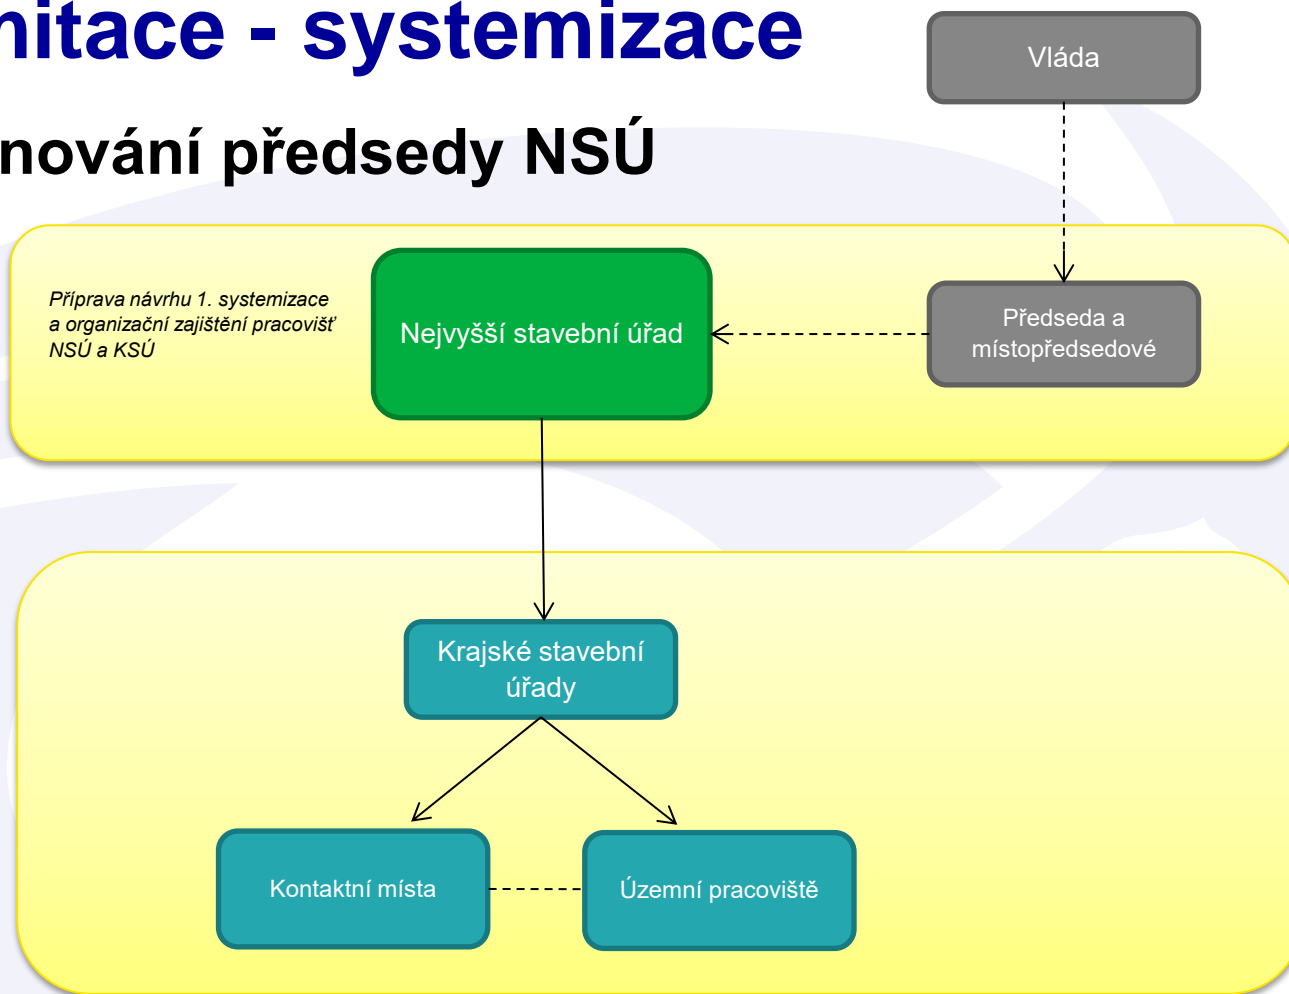 mitace - systemizace
nování předsedy NSÚ
Vláda
Příprava návrhu 1. systemizace
a organizační zajištění pracovišť
NSÚ a KSÚ
Nejvyšší stavební úřad
Předseda a
místopředsedové
Krajské stavební
úřady
Kontaktní místa
Územní pracoviště